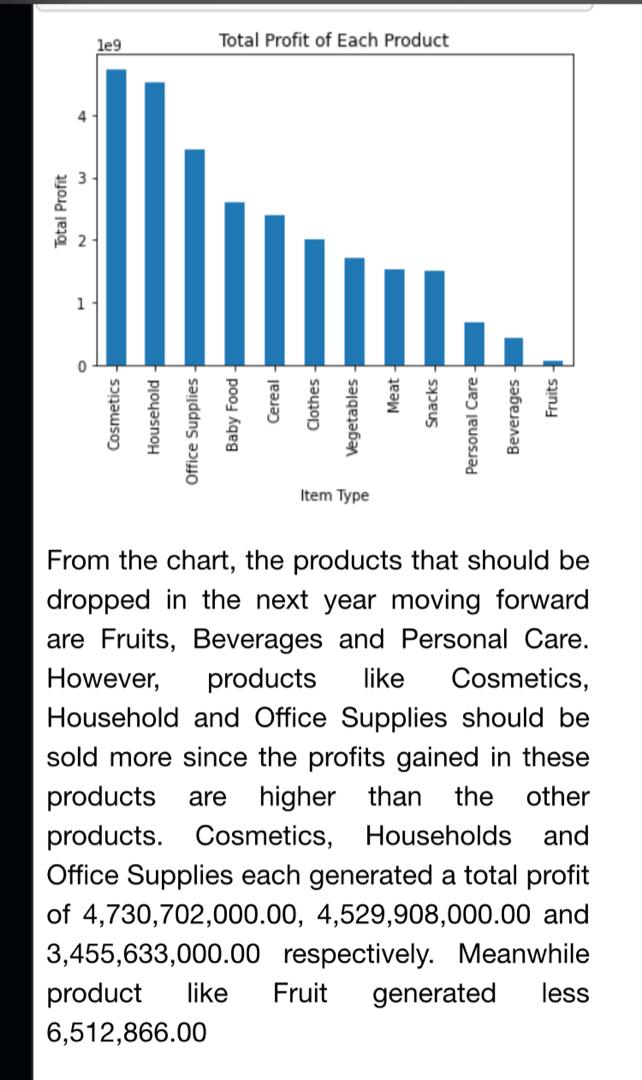 1e9
Total Profit of Each Product
4
3
2
1
0
Total Profit
Cosmetics
Household
Office Supplies
Baby Food
Cereal
Clothes
Vegetables
Meat
Snacks
Personal Care
Beverages
Fruits
Item Type
From the chart, the products that should be
dropped in the next year moving forward
are Fruits, Beverages and Personal Care.
However, products like Cosmetics,
Household and Office Supplies should be
sold more since the profits gained in these
products are higher than the other
products. Cosmetics, Households and
Office Supplies each generated a total profit
of 4,730,702,000.00, 4,529,908,000.00 and
3,455,633,000.00 respectively. Meanwhile
product like Fruit generated less
6,512,866.00